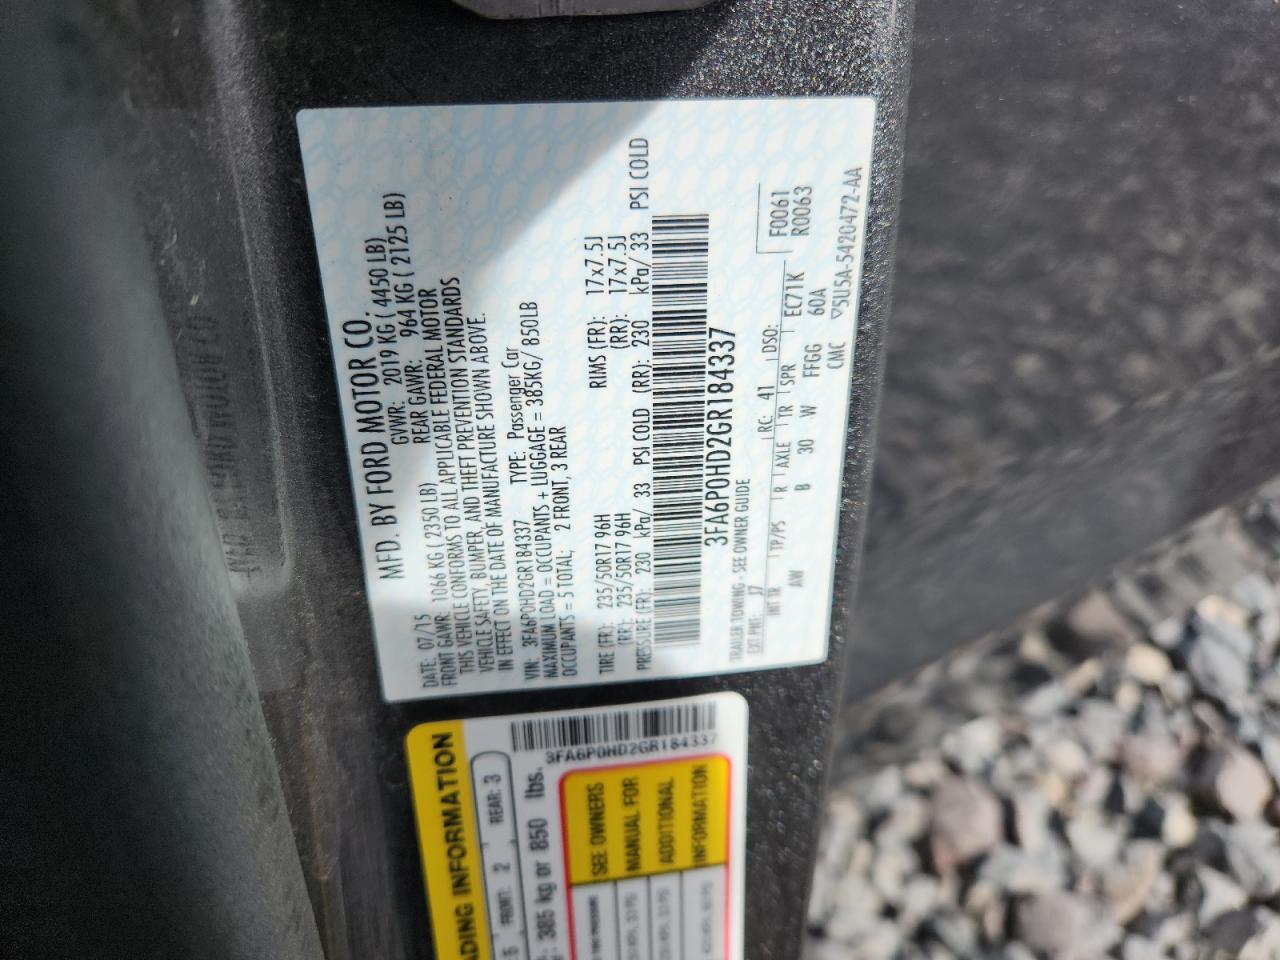 MFD. BY FORD MOTOR CO.
DATE: 07/15 GVWR: 2019 KG ( 4450 LB)
FRONT GAWR: 1066 KG ( 2350 LB) REAR GAWR: 964 KG ( 2125 LB)
THIS VEHICLE CONFORMS TO ALL APPLICABLE FEDERAL MOTOR
VEHICLE SAFETY, BUMPER, AND THEFT PREVENTION STANDARDS
IN EFFECT ON THE DATE OF MANUFACTURE SHOWN ABOVE.
VIN: 3FA6P0HD2GR184337 TYPE: Passenger Car
MAXIMUM LOAD = OCCUPANTS + LUGGAGE = 385KG/ 850LB
OCCUPANTS = 5 TOTAL; 2 FRONT, 3 REAR
TIRE (FR): 235/50R17 96H RIMS (FR): 17x7.5J
(RR): 235/50R17 96H (RR): 17x7.5J
PRESSURE (FR): 230 kPa/ 33 PSI COLD (RR): 230 kPa/ 33 PSI COLD
3FA6P0HD2GR184337
TRAILER TOWING - SEE OWNER GUIDE
EXT PNT: J7 RC: 41 DSO: F0061
INT TR TP/PS R AXLE TR SPR EC71K R0063
AW B 30 W FFGG 60A
CMC ▽5U5A-5420472-AA
ADING INFORMATION
FRONT: 2 REAR: 3
385 kg or 850 lbs.
3FA6P0HD2GR184337
SEE OWNERS
MANUAL FOR
ADDITIONAL
INFORMATION